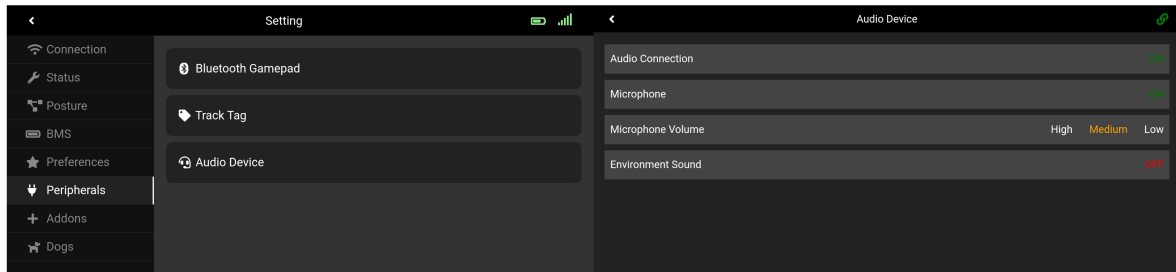 Setting
Connection
Status
Posture
BMS
Preferences
Peripherals
Addons
Dogs
Bluetooth Gamepad
Track Tag
Audio Device
Audio Device
Audio Connection ON
Microphone ON
Microphone Volume High Medium Low
Environment Sound OFF